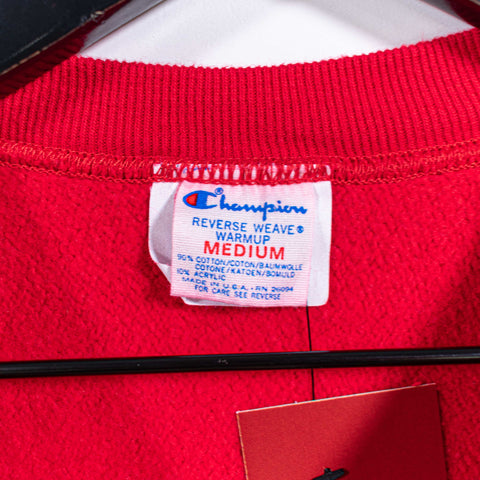 Champion
REVERSE WEAVE®
WARMUP
MEDIUM
90% COTTON/COTON/BAUMWOLLE
COTONE/KATOEN/BOMULD
10% ACRYLIC
MADE IN U.S.A. - RN 26094
FOR CARE SEE REVERSE